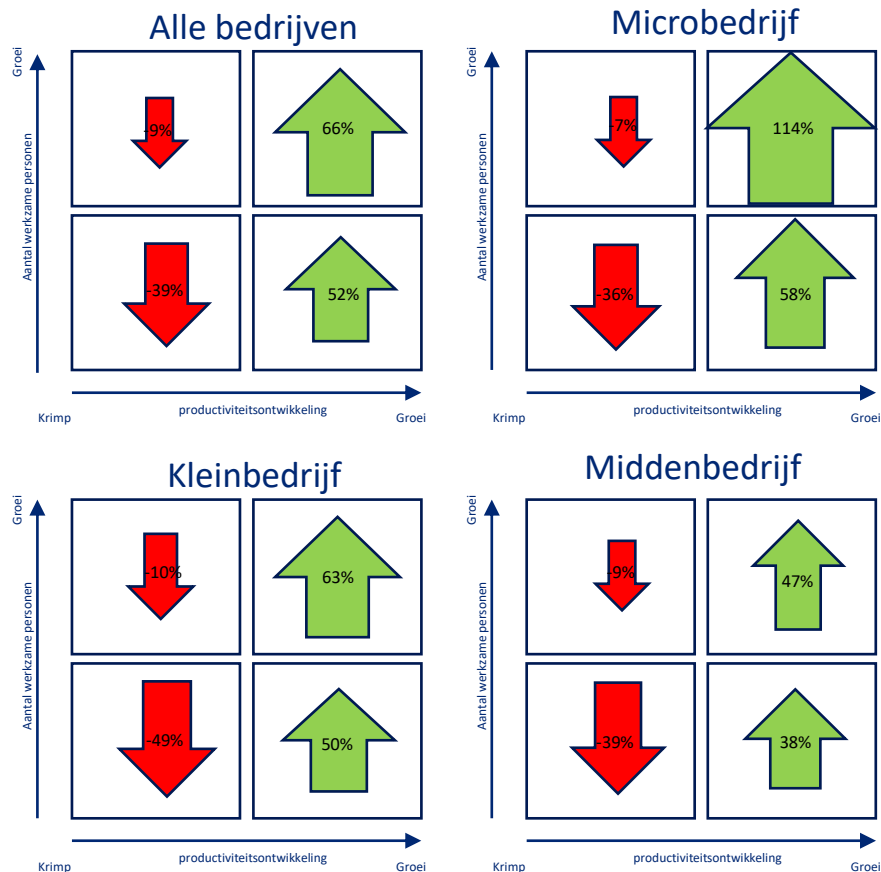 Alle bedrijven
Groei
Aantal werkzame personen
-9%
66%
-39%
52%
productiviteitsontwikkeling
Krimp
Groei
Microbedrijf
Groei
Aantal werkzame personen
-7%
114%
-36%
58%
productiviteitsontwikkeling
Krimp
Groei
Kleinbedrijf
Groei
Aantal werkzame personen
-10%
63%
-49%
50%
productiviteitsontwikkeling
Krimp
Groei
Middenbedrijf
Groei
Aantal werkzame personen
-9%
47%
-39%
38%
productiviteitsontwikkeling
Krimp
Groei